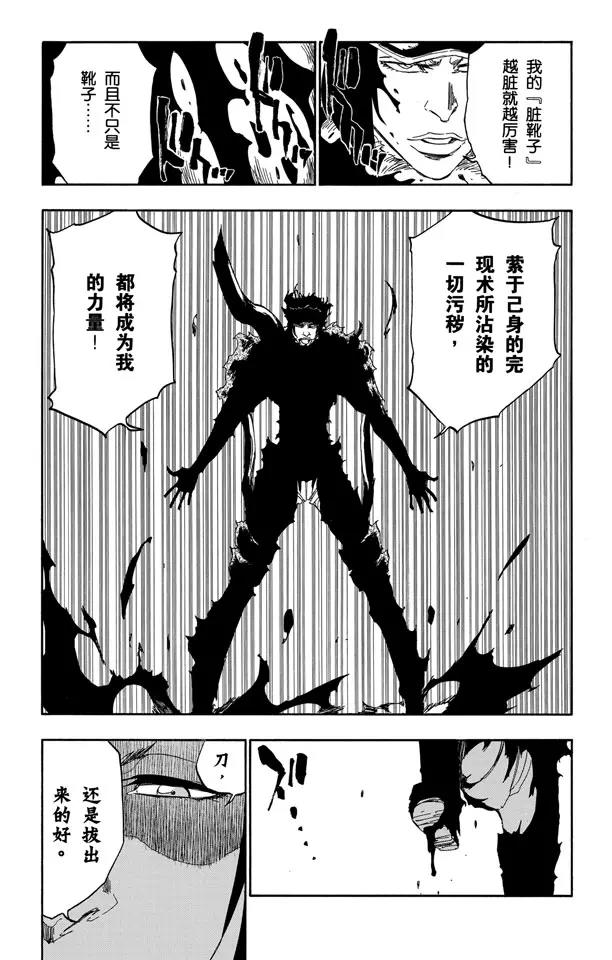 我的『脏靴子』
越脏就越厉害！
而且不只是
靴子……
萦于己身的完
现术所沾染的
一切污秽，
都将成为我
的力量！
刀，
还是拔出
来的好。